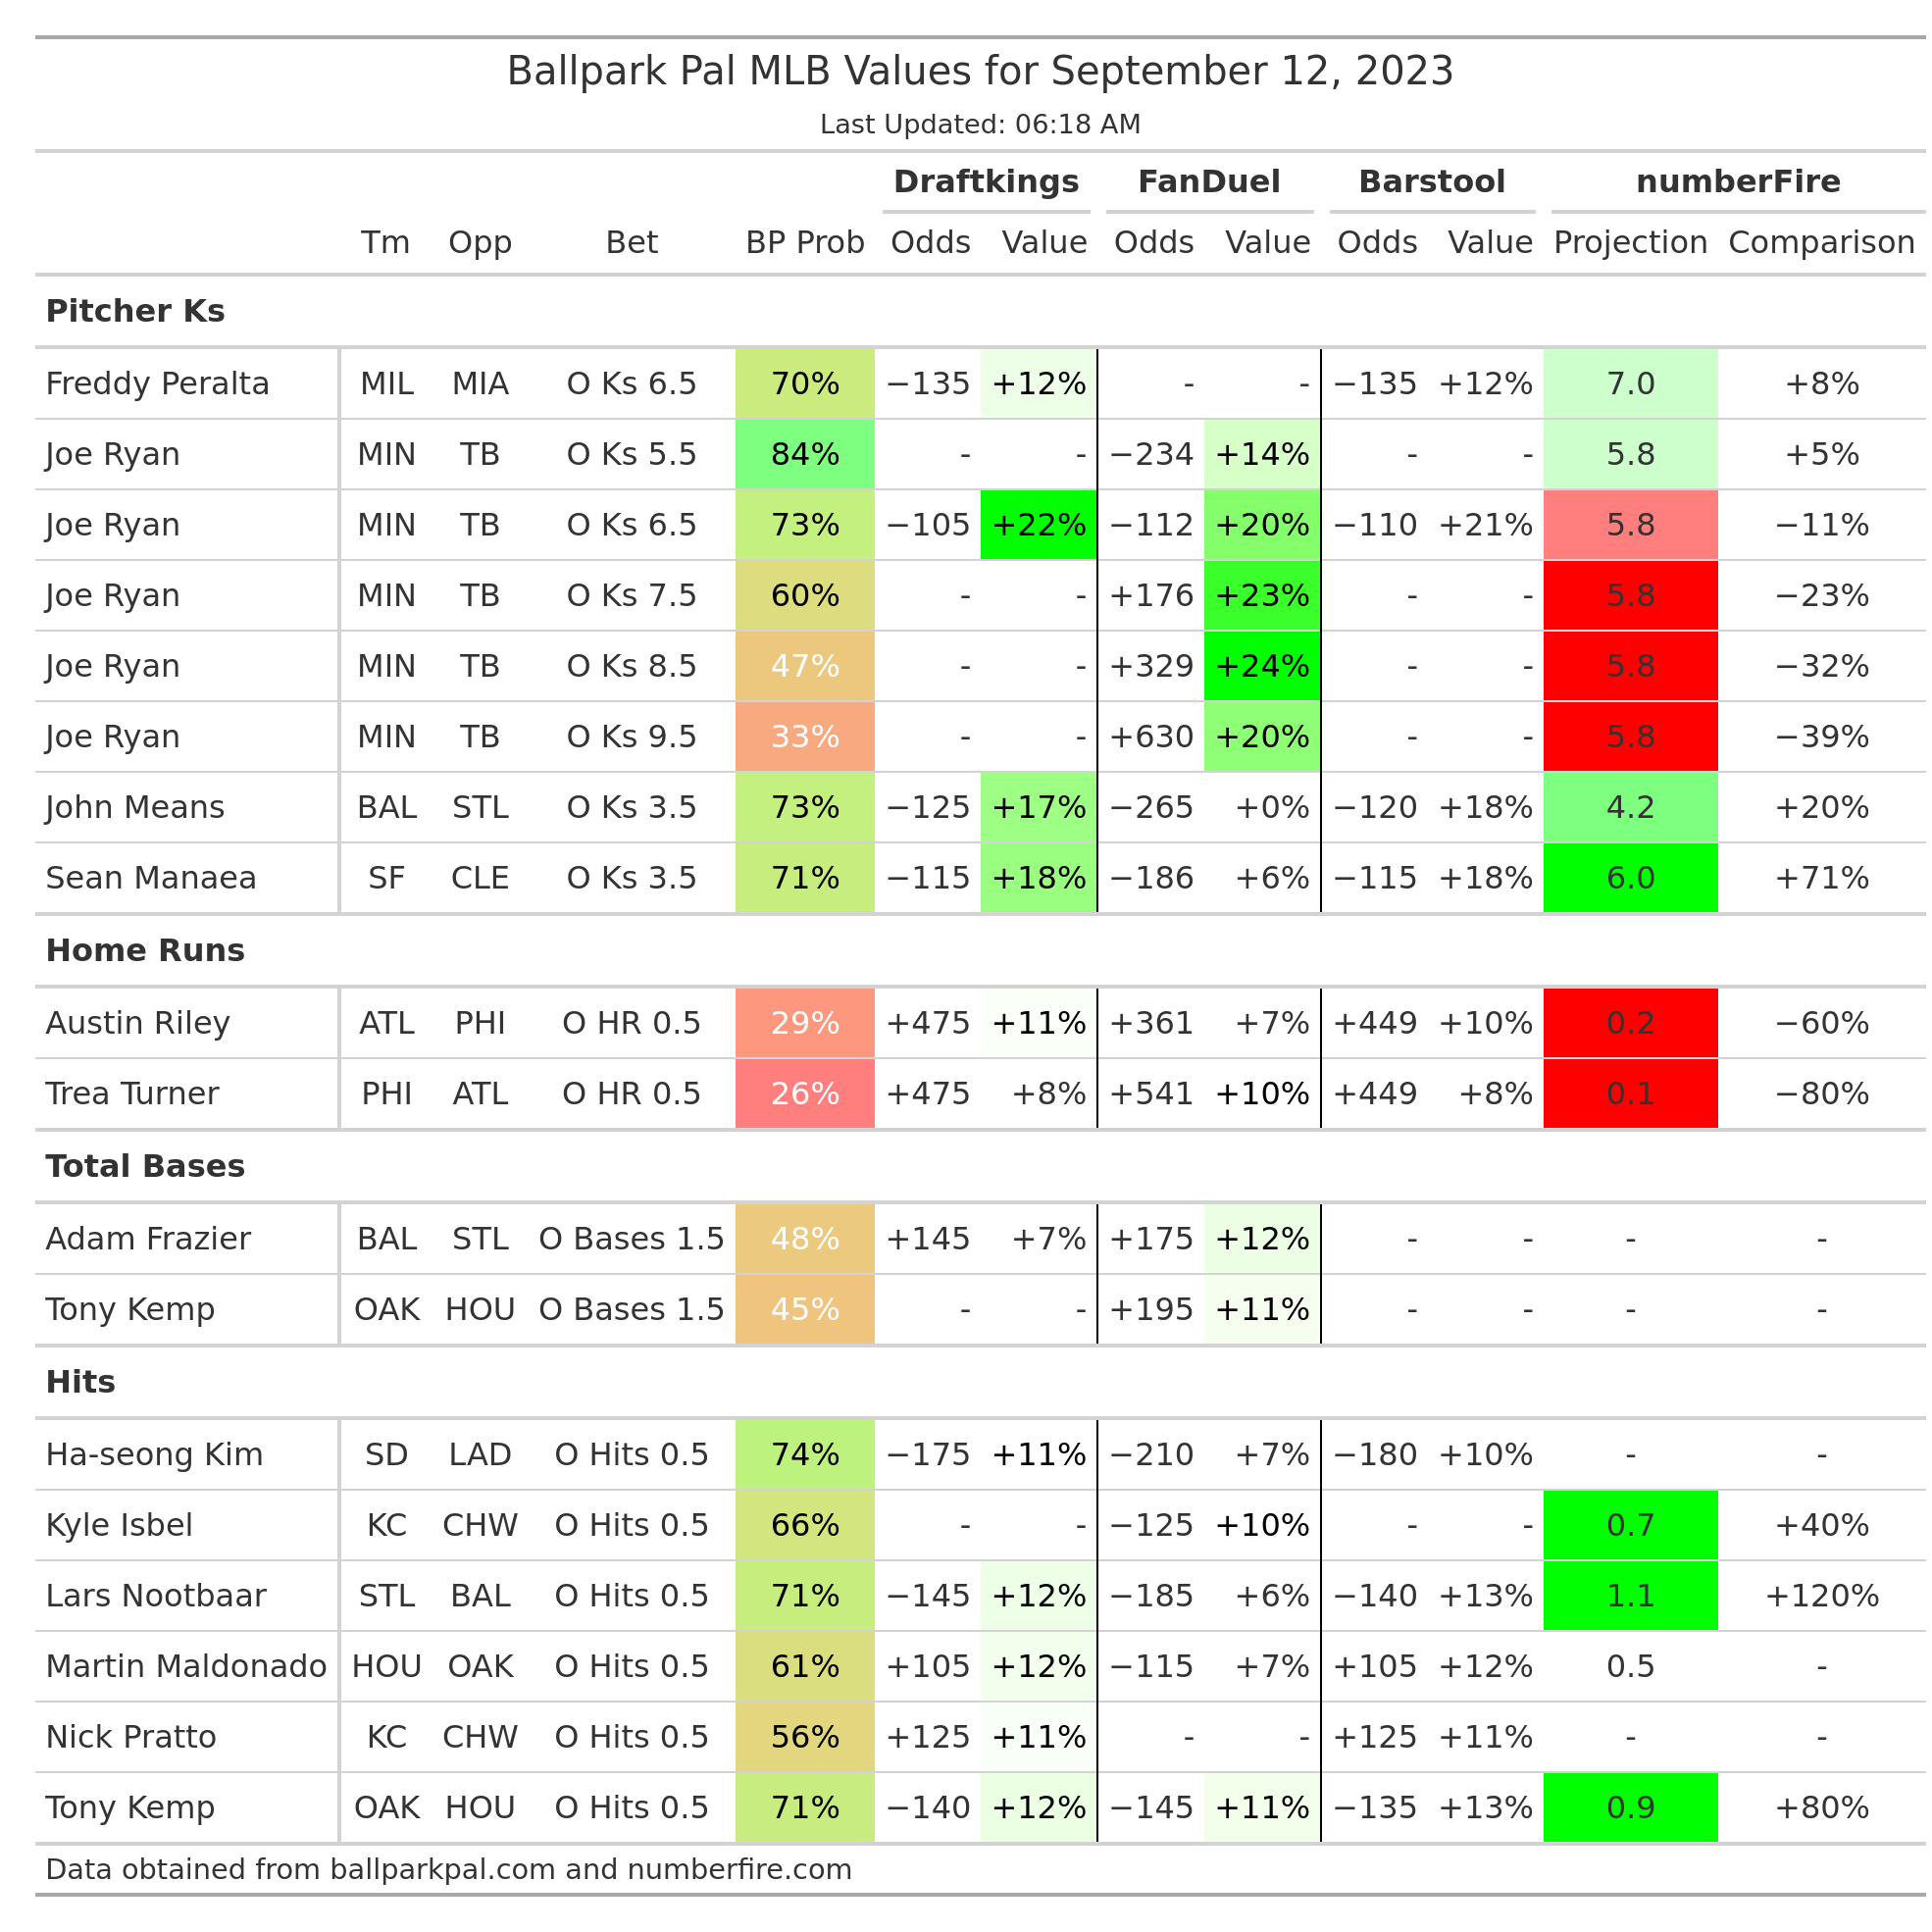 Ballpark Pal MLB Values for September 12, 2023
Last Updated: 06:18 AM
Draftkings FanDuel Barstool numberFire
Tm Opp Bet BP Prob Odds Value Odds Value Odds Value Projection Comparison
Pitcher Ks
Freddy Peralta MIL MIA O Ks 6.5 70% −135 +12% - - −135 +12% 7.0 +8%
Joe Ryan MIN TB O Ks 5.5 84% - - −234 +14% - - 5.8 +5%
Joe Ryan MIN TB O Ks 6.5 73% −105 +22% −112 +20% −110 +21% 5.8 −11%
Joe Ryan MIN TB O Ks 7.5 60% - - +176 +23% - - 5.8 −23%
Joe Ryan MIN TB O Ks 8.5 47% - - +329 +24% - - 5.8 −32%
Joe Ryan MIN TB O Ks 9.5 33% - - +630 +20% - - 5.8 −39%
John Means BAL STL O Ks 3.5 73% −125 +17% −265 +0% −120 +18% 4.2 +20%
Sean Manaea SF CLE O Ks 3.5 71% −115 +18% −186 +6% −115 +18% 6.0 +71%
Home Runs
Austin Riley ATL PHI O HR 0.5 29% +475 +11% +361 +7% +449 +10% 0.2 −60%
Trea Turner PHI ATL O HR 0.5 26% +475 +8% +541 +10% +449 +8% 0.1 −80%
Total Bases
Adam Frazier BAL STL O Bases 1.5 48% +145 +7% +175 +12% - - - -
Tony Kemp OAK HOU O Bases 1.5 45% - - +195 +11% - - - -
Hits
Ha-seong Kim SD LAD O Hits 0.5 74% −175 +11% −210 +7% −180 +10% - -
Kyle Isbel KC CHW O Hits 0.5 66% - - −125 +10% - - 0.7 +40%
Lars Nootbaar STL BAL O Hits 0.5 71% −145 +12% −185 +6% −140 +13% 1.1 +120%
Martin Maldonado HOU OAK O Hits 0.5 61% +105 +12% −115 +7% +105 +12% 0.5 -
Nick Pratto KC CHW O Hits 0.5 56% +125 +11% - - +125 +11% - -
Tony Kemp OAK HOU O Hits 0.5 71% −140 +12% −145 +11% −135 +13% 0.9 +80%
Data obtained from ballparkpal.com and numberfire.com